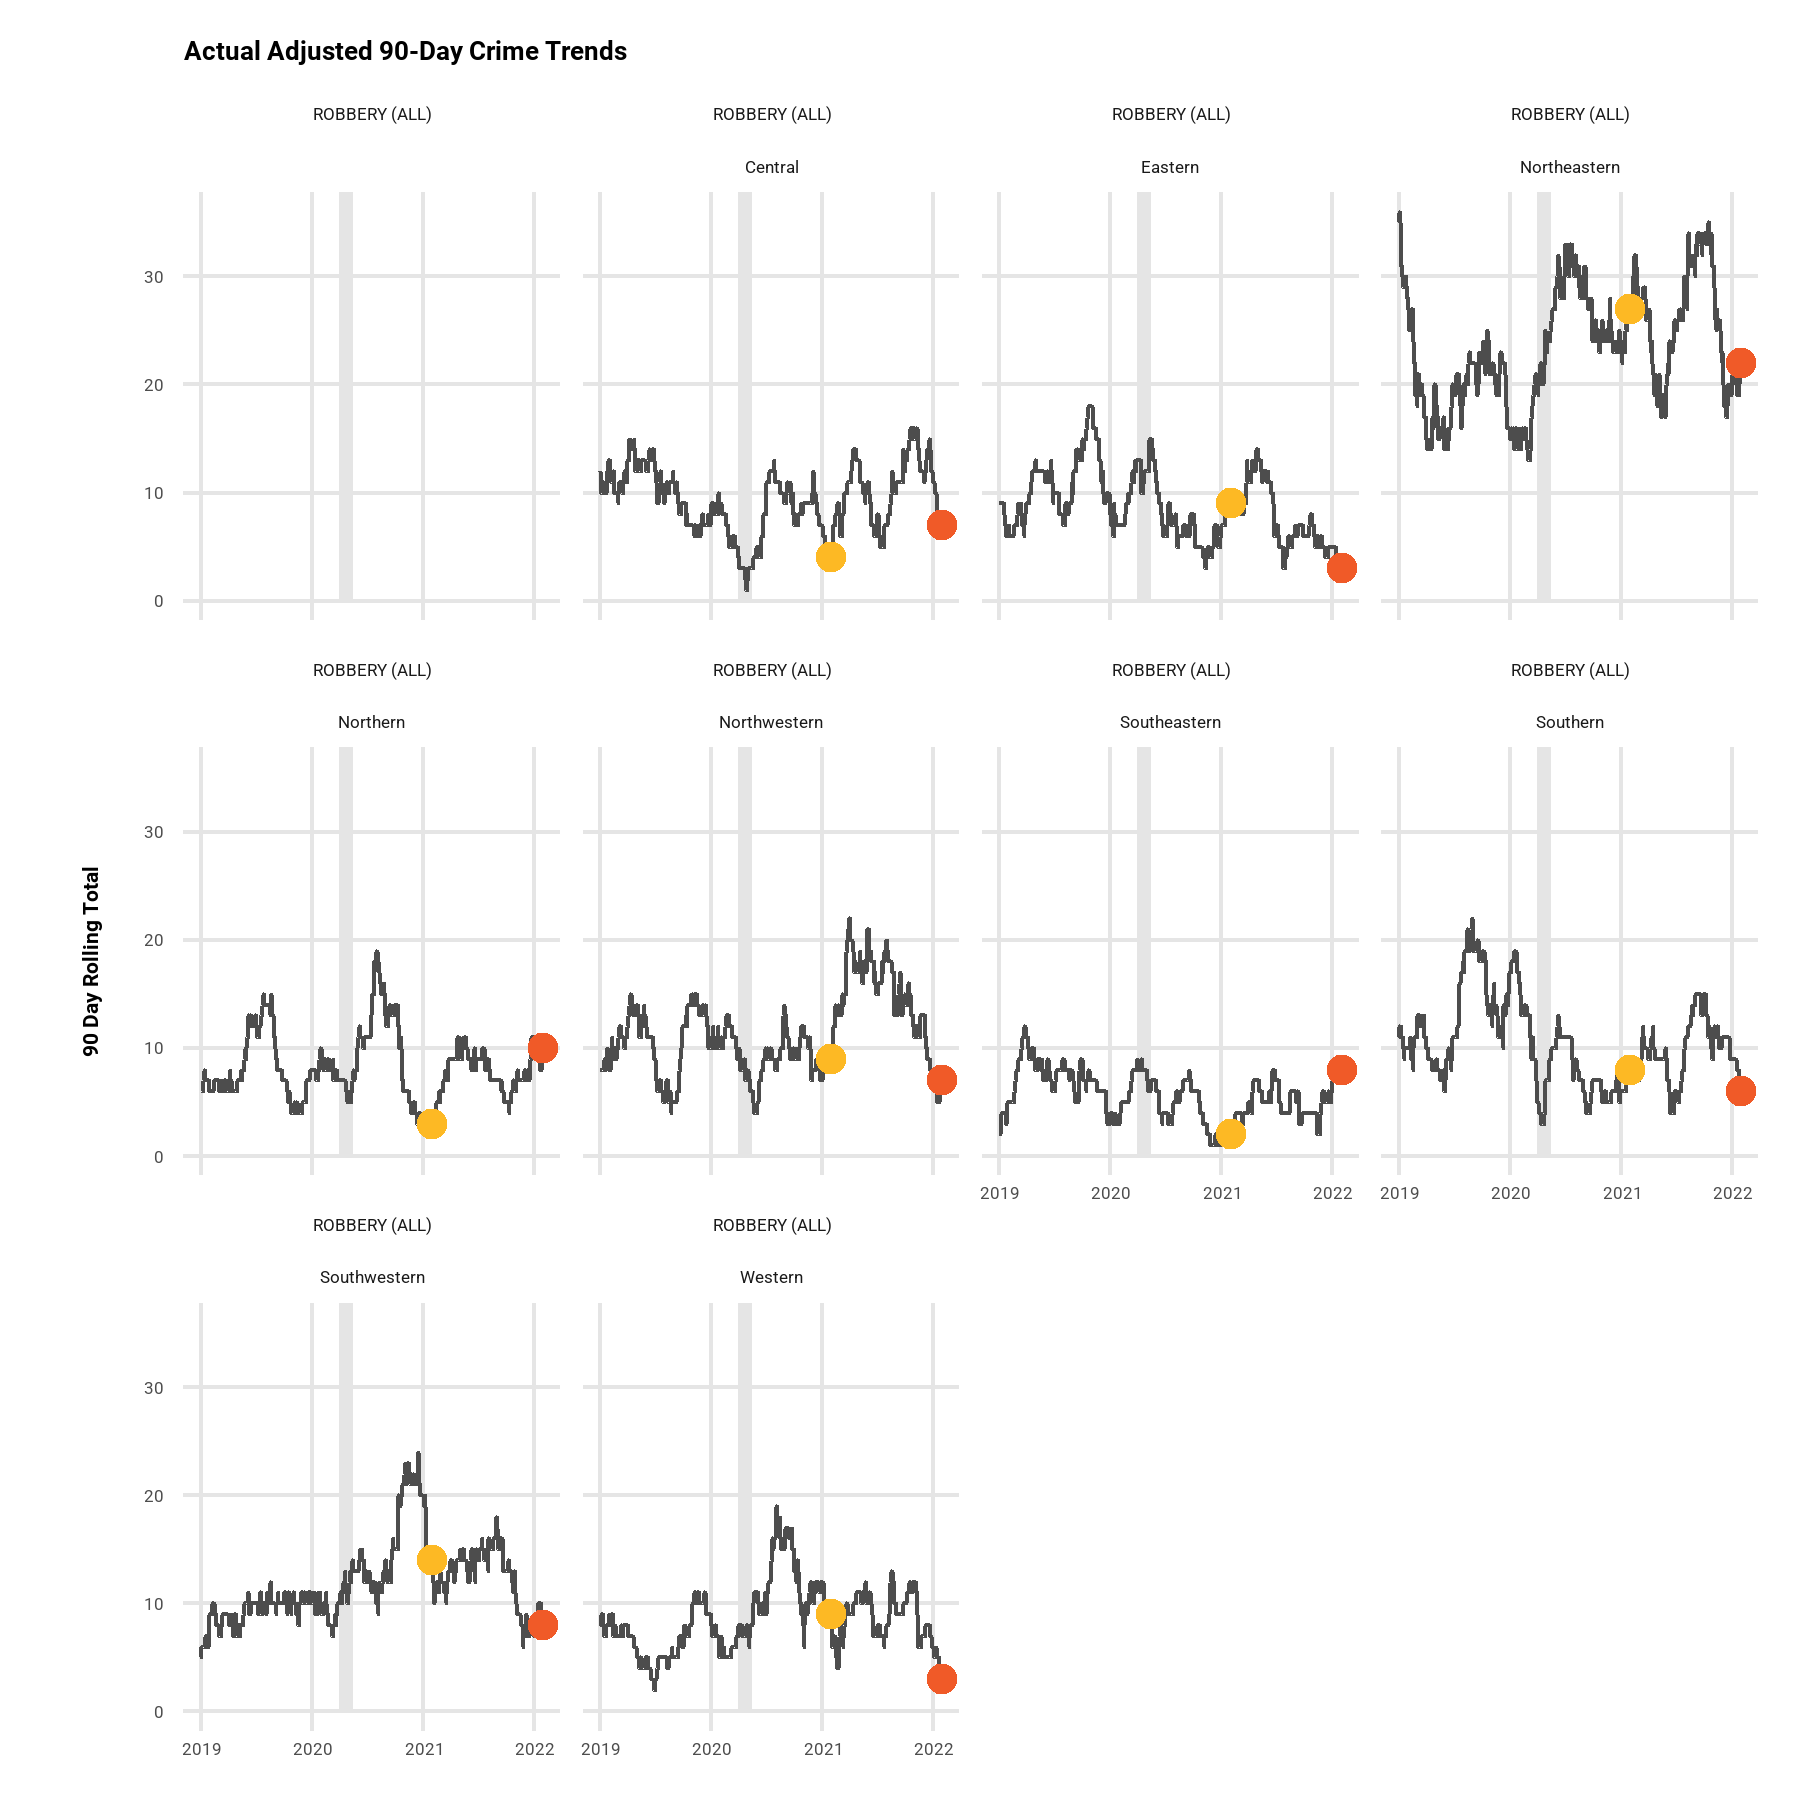 Actual Adjusted 90-Day Crime Trends
ROBBERY (ALL) ROBBERY (ALL) ROBBERY (ALL) ROBBERY (ALL)
Central Eastern Northeastern
30
20
10
0
ROBBERY (ALL) ROBBERY (ALL) ROBBERY (ALL) ROBBERY (ALL)
Northern Northwestern Southeastern Southern
90 Day Rolling Total
30
20
10
0
2019 2020 2021 2022 2019 2020 2021 2022
ROBBERY (ALL) ROBBERY (ALL)
Southwestern Western
30
20
10
0
2019 2020 2021 2022 2019 2020 2021 2022